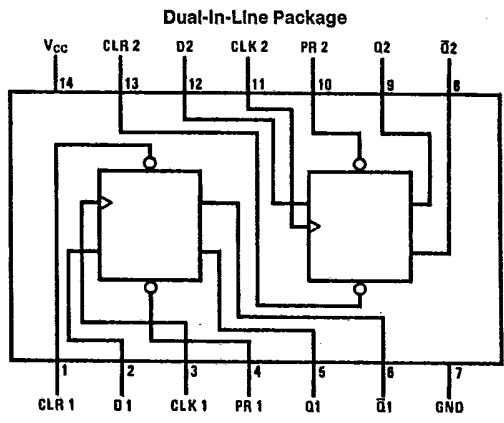 Dual-In-Line Package
VCC CLR 2 D2 CLK 2 PR 2 Q2 Q̅2
14 13 12 11 10 9 8
1 2 3 4 5 6 7
CLR 1 D1 CLK 1 PR 1 Q1 Q̅1 GND